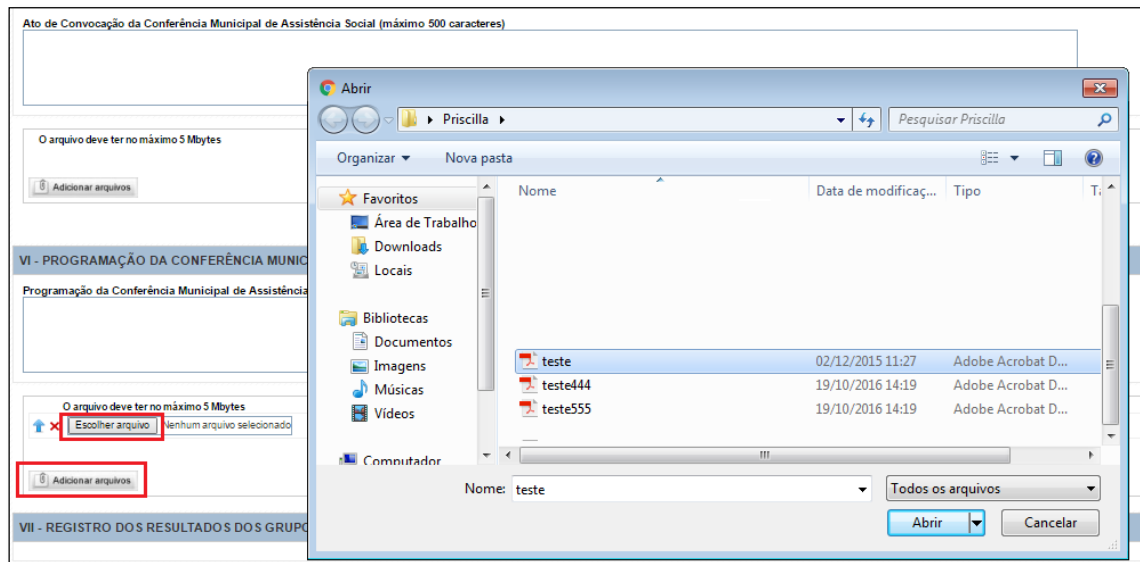 Ato de Convocação da Conferência Municipal de Assistência Social (máximo 500 caracteres)
O arquivo deve ter no máximo 5 Mbytes
Adicionar arquivos
VI - PROGRAMAÇÃO DA CONFERÊNCIA MUNIC
Programação da Conferência Municipal de Assistência
O arquivo deve ter no máximo 5 Mbytes
Escolher arquivo Nenhum arquivo selecionado
Adicionar arquivos
VII - REGISTRO DOS RESULTADOS DOS GRUPO
Abrir
Priscilla
Pesquisar Priscilla
Organizar Nova pasta
Favoritos
Área de Trabalho
Downloads
Locais
Bibliotecas
Documentos
Imagens
Músicas
Vídeos
Computador
Nome Data de modificaç... Tipo Ta
teste 02/12/2015 11:27 Adobe Acrobat D...
teste444 19/10/2016 14:19 Adobe Acrobat D...
teste555 19/10/2016 14:19 Adobe Acrobat D...
Nome: teste Todos os arquivos
Abrir Cancelar